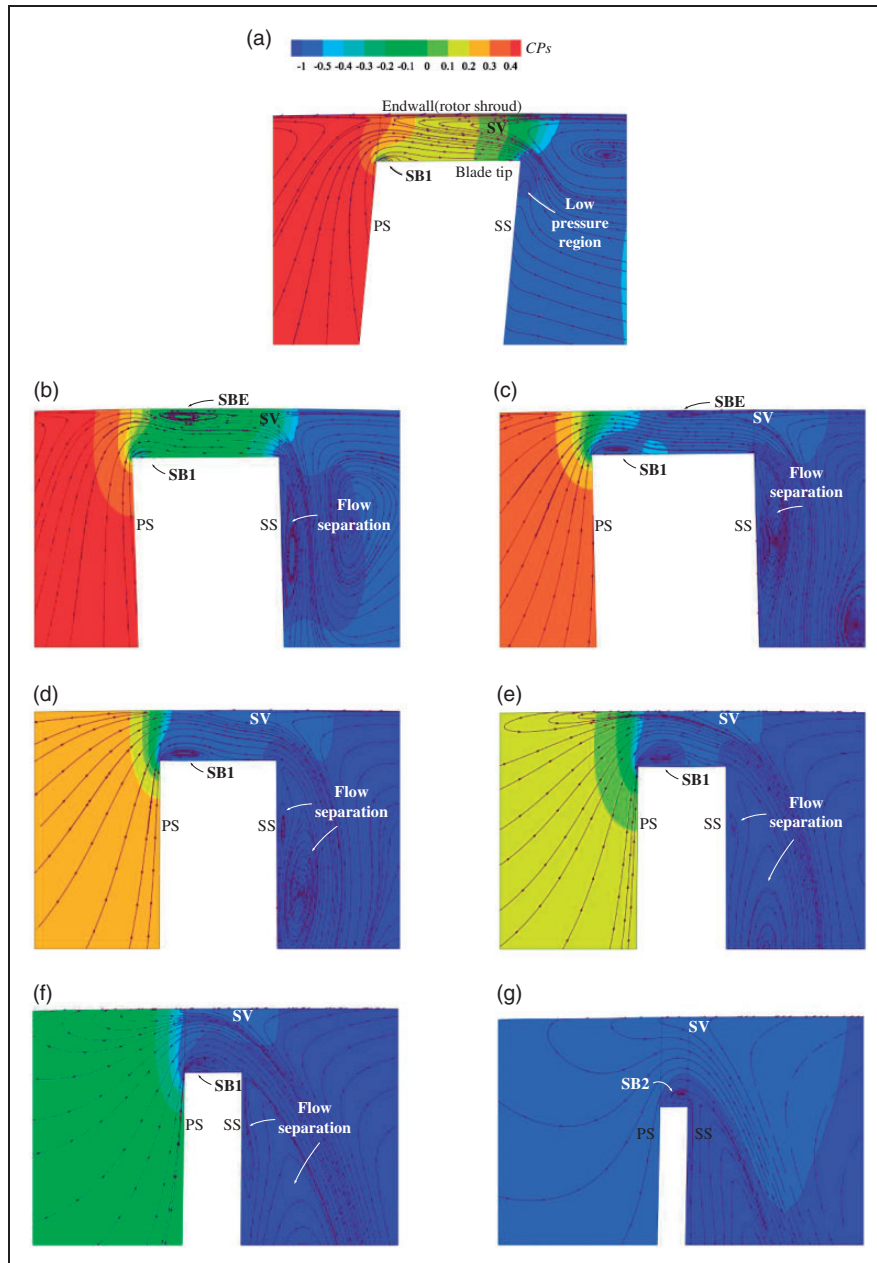 (a)
CPs
-1 -0.5 -0.4 -0.3 -0.2 -0.1 0 0.1 0.2 0.3 0.4
Endwall(rotor shroud)
SV
SB1
Blade tip
PS
SS
Low
pressure
region
(b)
SBE
SV
SB1
PS
SS
Flow
separation
(c)
SBE
SV
SB1
PS
SS
Flow
separation
(d)
SV
SB1
PS
SS
Flow
separation
(e)
SV
SB1
PS
SS
Flow
separation
(f)
SV
SB1
PS
SS
Flow
separation
(g)
SV
SB2
PS
SS